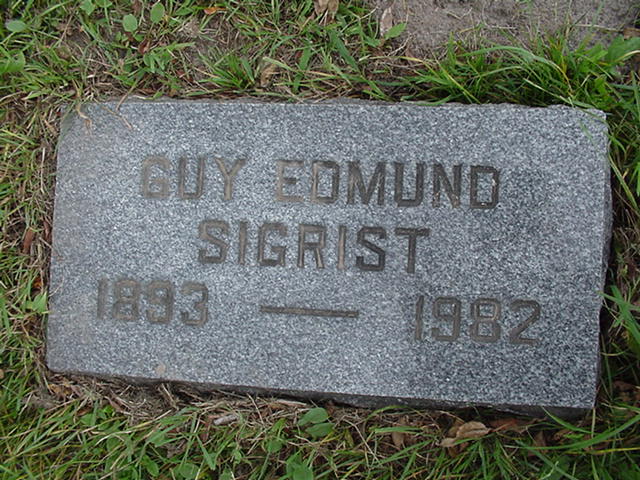 GUY EDMUND
SIGRIST
1893 — 1982